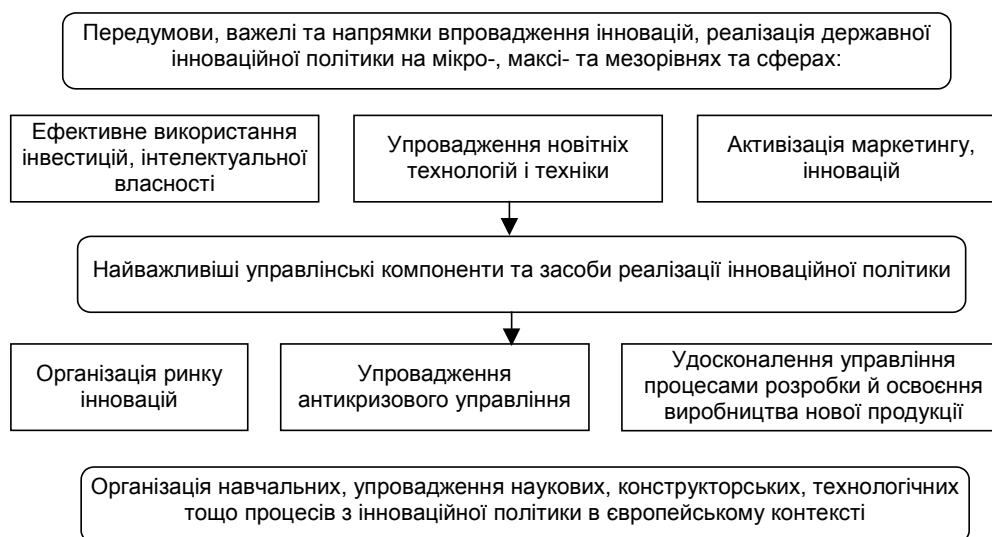 Передумови, важелі та напрямки впровадження інновацій, реалізація державної
інноваційної політики на мікро-, максі- та мезорівнях та сферах:
Ефективне використання
інвестицій, інтелектуальної
власності
Упровадження новітніх
технологій і техніки
Активізація маркетингу,
інновацій
Найважливіші управлінські компоненти та засоби реалізації інноваційної політики
Організація ринку
інновацій
Упровадження
антикризового управління
Удосконалення управління
процесами розробки й освоєння
виробництва нової продукції
Організація навчальних, упровадження наукових, конструкторських, технологічних
тощо процесів з інноваційної політики в європейському контексті